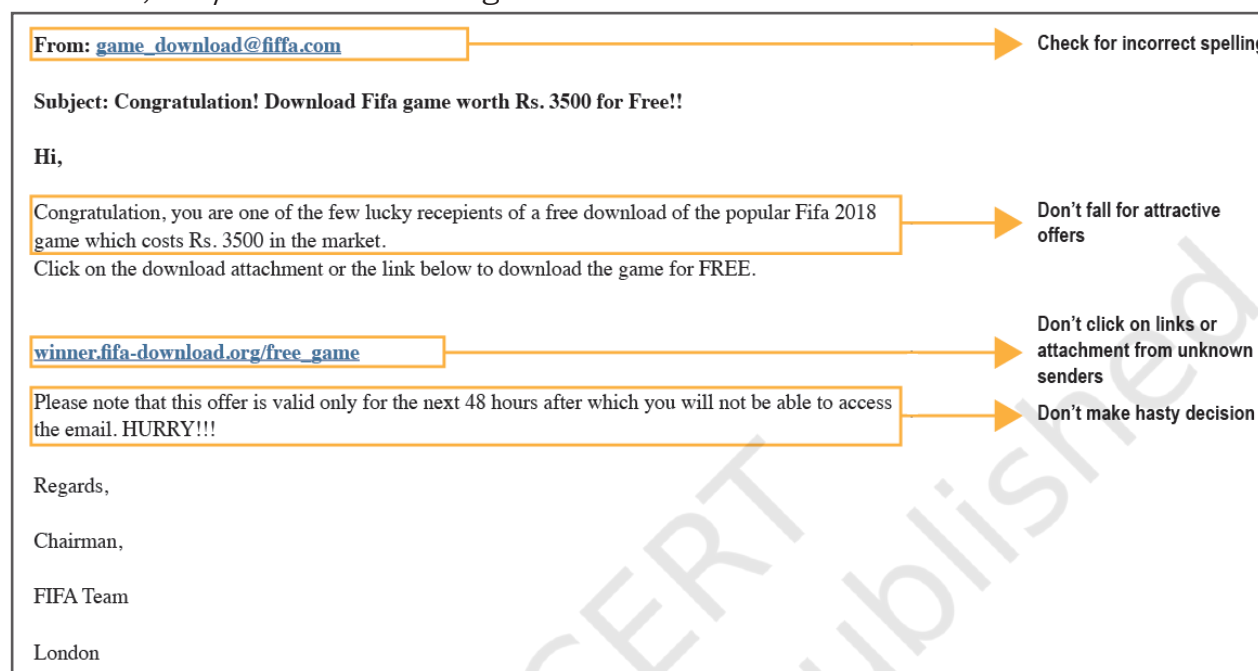 From: game_download@fiffa.com
Check for incorrect spelling
Subject: Congratulation! Download Fifa game worth Rs. 3500 for Free!!
Hi,
Congratulation, you are one of the few lucky recepients of a free download of the popular Fifa 2018
game which costs Rs. 3500 in the market.
Don’t fall for attractive
offers
Click on the download attachment or the link below to download the game for FREE.
winner.fifa-download.org/free_game
Don’t click on links or
attachment from unknown
senders
Please note that this offer is valid only for the next 48 hours after which you will not be able to access
the email. HURRY!!!
Don’t make hasty decision
Regards,
Chairman,
FIFA Team
London